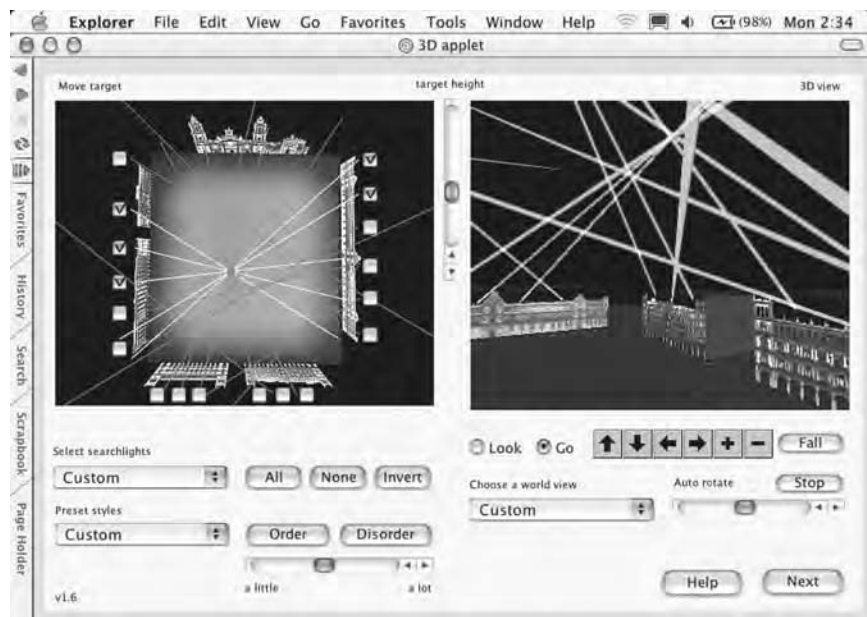 Explorer File Edit View Go Favorites Tools Window Help (98%) Mon 2:34
3D applet
Move target
target height
3D view
Favorites
History
Search
Scrapbook
Page Holder
Select searchlights
Custom
All
None
Invert
Preset styles
Custom
Order
Disorder
a little
a lot
v1.6
Look
Go
Fall
Choose a world view
Custom
Auto rotate
Stop
Help
Next